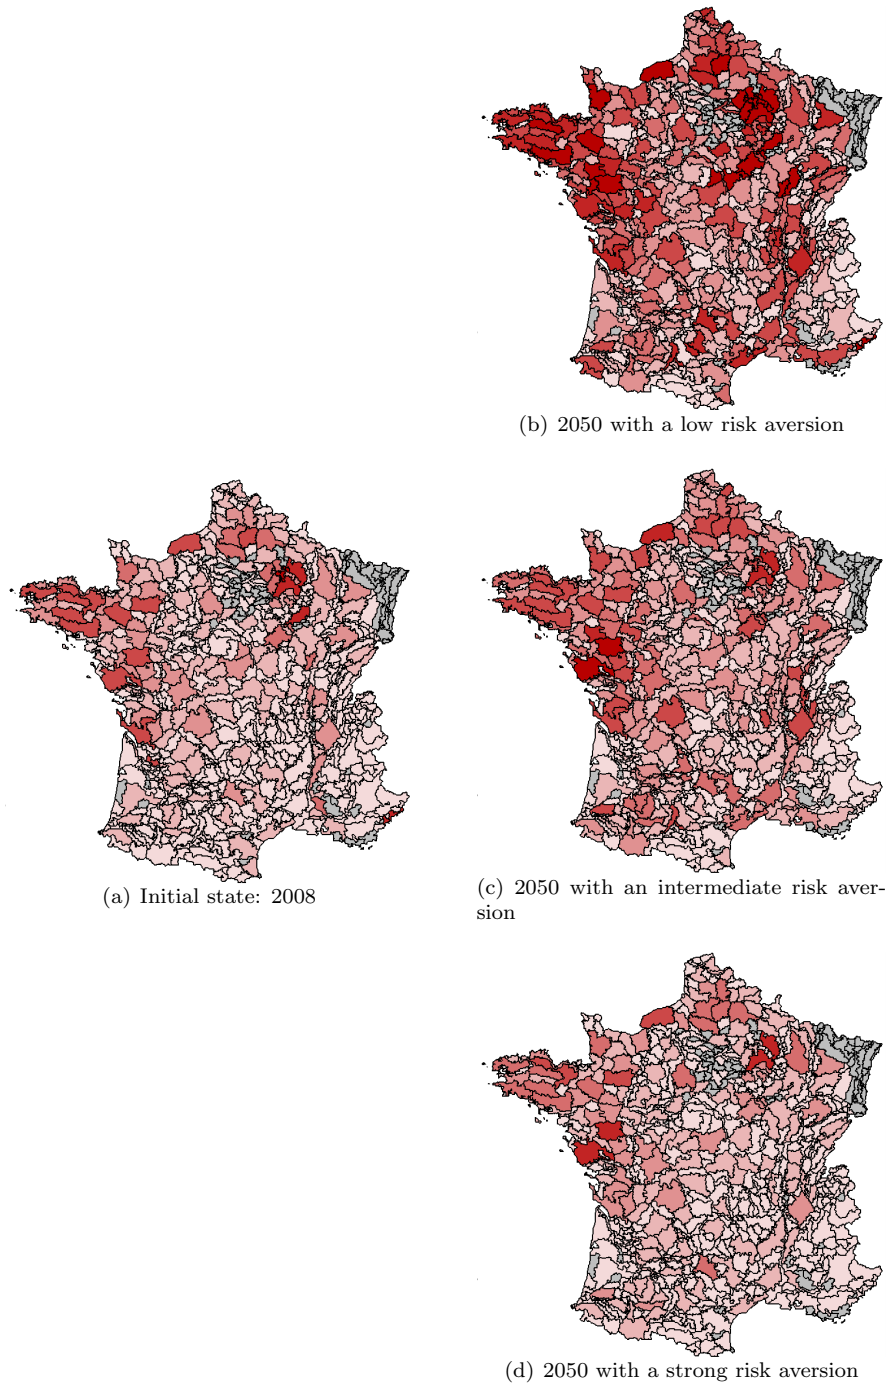 (b) 2050 with a low risk aversion
(a) Initial state: 2008
(c) 2050 with an intermediate risk aver-
sion
(d) 2050 with a strong risk aversion